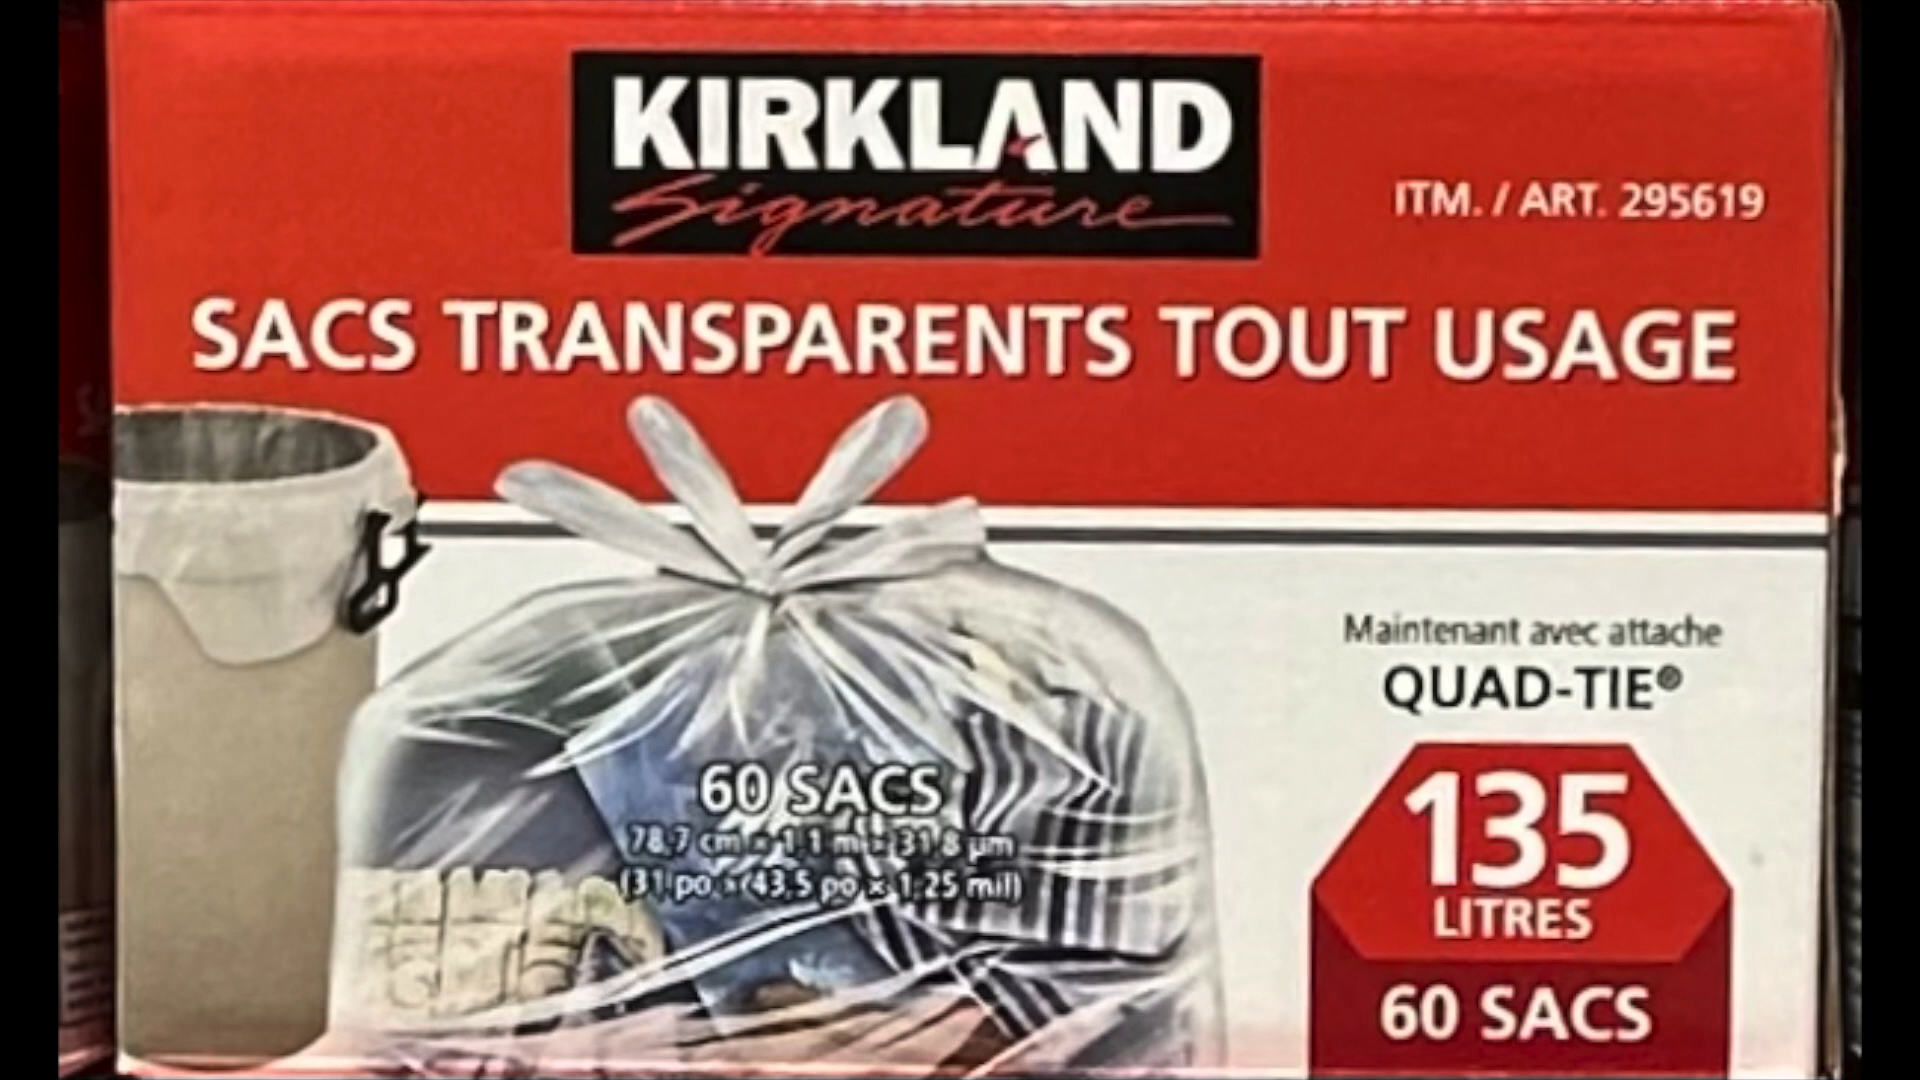 KIRKLAND
Signature
ITM. / ART. 295619
SACS TRANSPARENTS TOUT USAGE
Maintenant avec attache
QUAD-TIE®
60 SACS
78,7 cm x 1,1 m x 31,8 µm
(31 po x 43,5 po x 1,25 mil)
135
LITRES
60 SACS